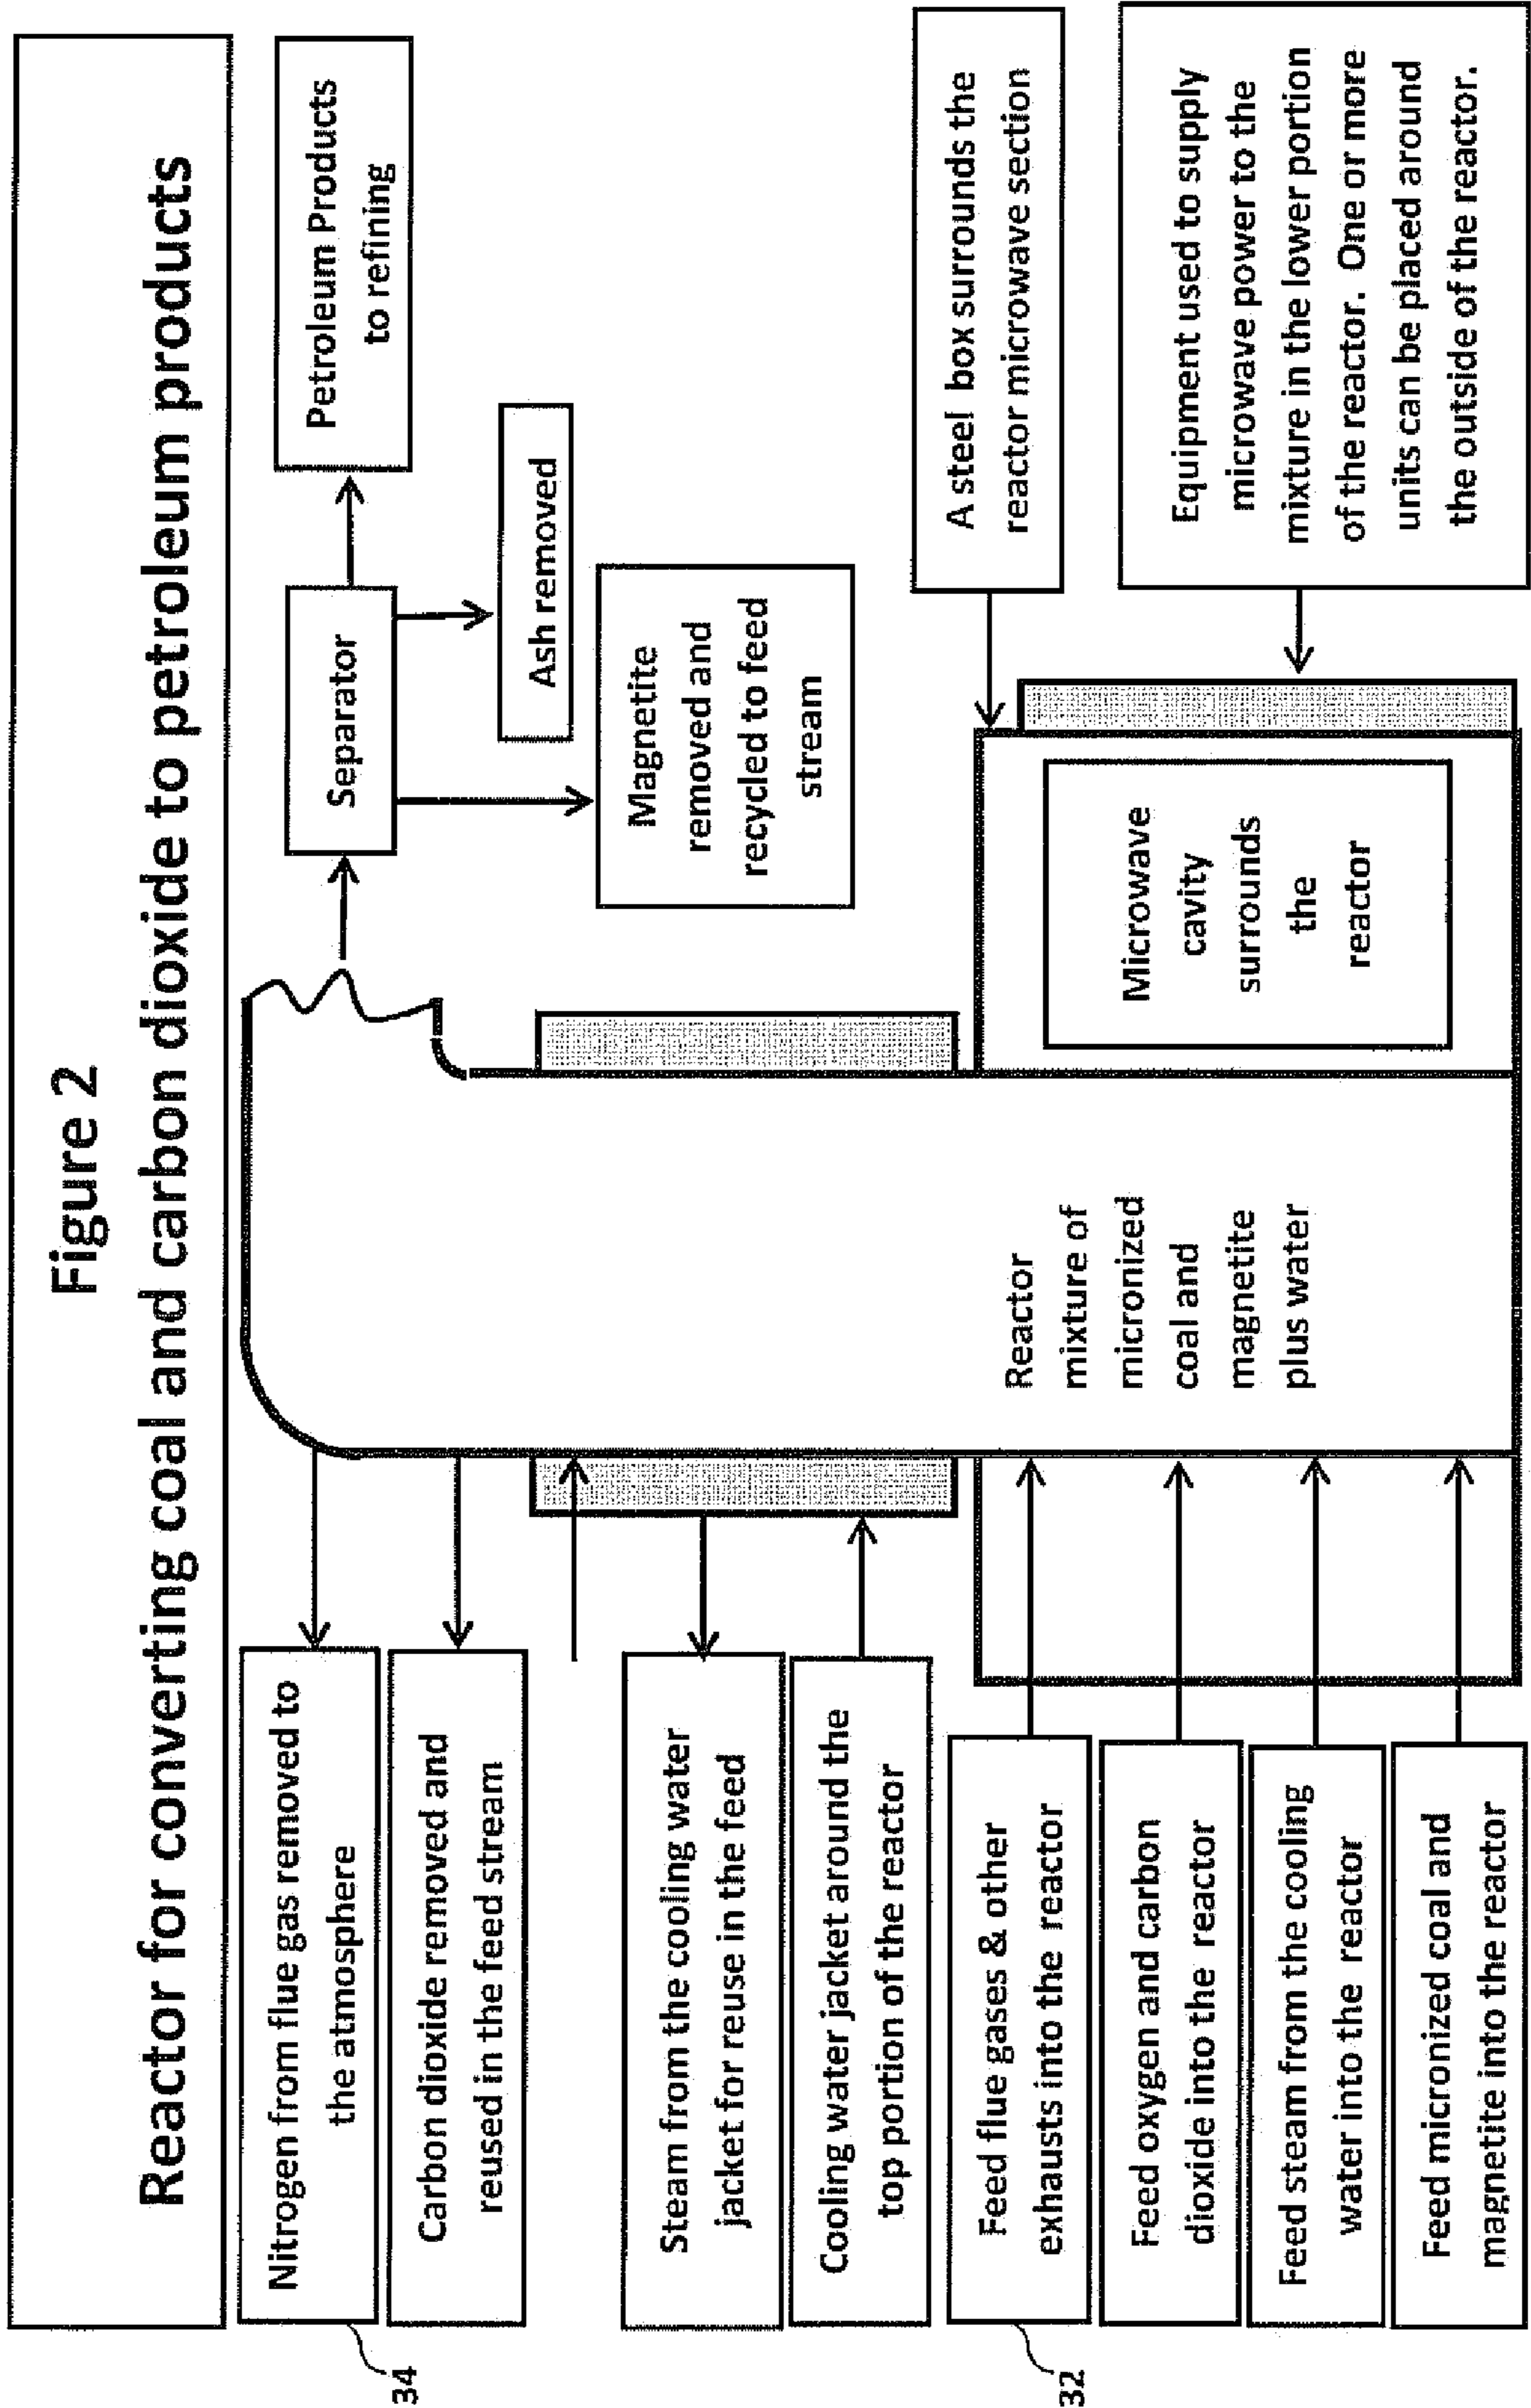 Figure 2
Reactor for converting coal and carbon dioxide to petroleum products
Nitrogen from flue gas removed to
the atmosphere
34
Carbon dioxide removed and
reused in the feed stream
Steam from the cooling water
jacket for reuse in the feed
Cooling water jacket around the
top portion of the reactor
Feed flue gases & other
exhausts into the reactor
32
Feed oxygen and carbon
dioxide into the reactor
Feed steam from the cooling
water into the reactor
Feed micronized coal and
magnetite into the reactor
Reactor
mixture of
micronized
coal and
magnetite
plus water
Separator
Petroleum Products
to refining
Ash removed
Magnetite
removed and
recycled to feed
stream
Microwave
cavity
surrounds
the
reactor
A steel box surrounds the
reactor microwave section
Equipment used to supply
microwave power to the
mixture in the lower portion
of the reactor. One or more
units can be placed around
the outside of the reactor.